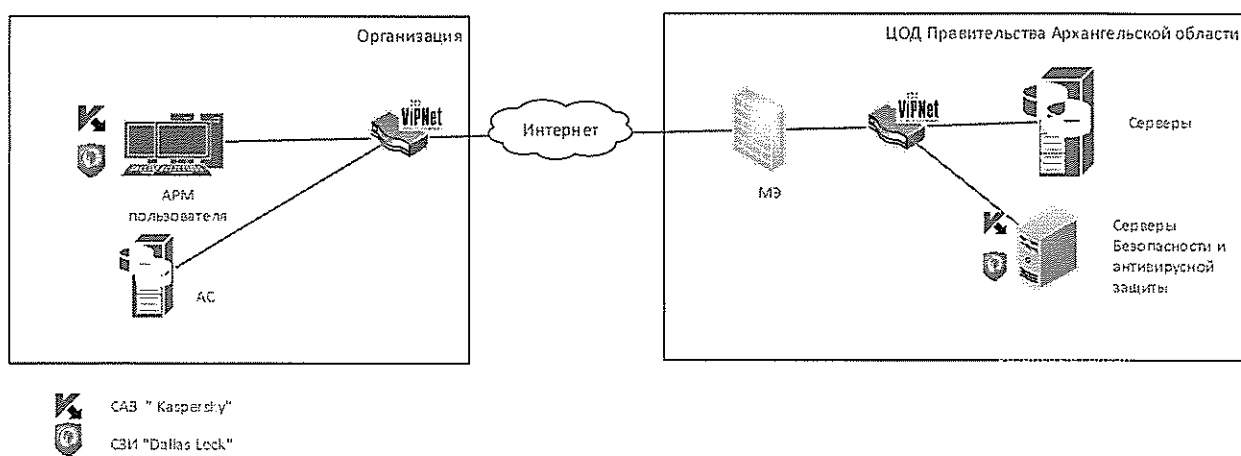 Организация
ЦОД Правительства Архангельской области
ViPNet
ViPNet
Интернет
Серверы
АРМ
пользователя
МЭ
АС
Серверы
Безопасности и
антивирусной
защиты
САЗ " Kaspersky"
СЗИ "Dallas Lock"